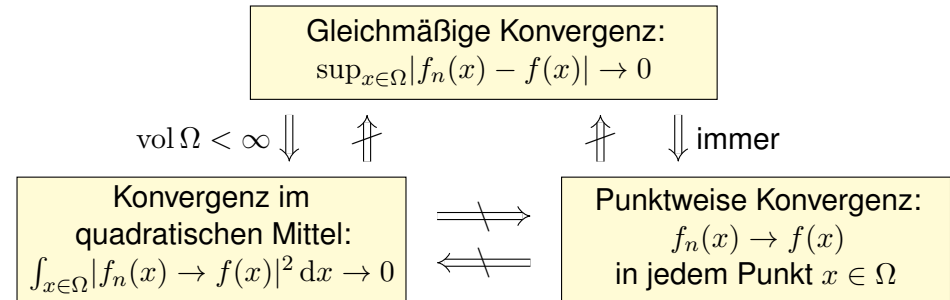 Gleichmäßige Konvergenz:
sup_{x∈Ω}|f_n(x) − f(x)| → 0
vol Ω < ∞ ⇓ ⇑̸ ⇑̸ ⇓ immer
Konvergenz im
quadratischen Mittel:
∫_{x∈Ω}|f_n(x) → f(x)|² dx → 0
⇏
⇍
Punktweise Konvergenz:
f_n(x) → f(x)
in jedem Punkt x ∈ Ω